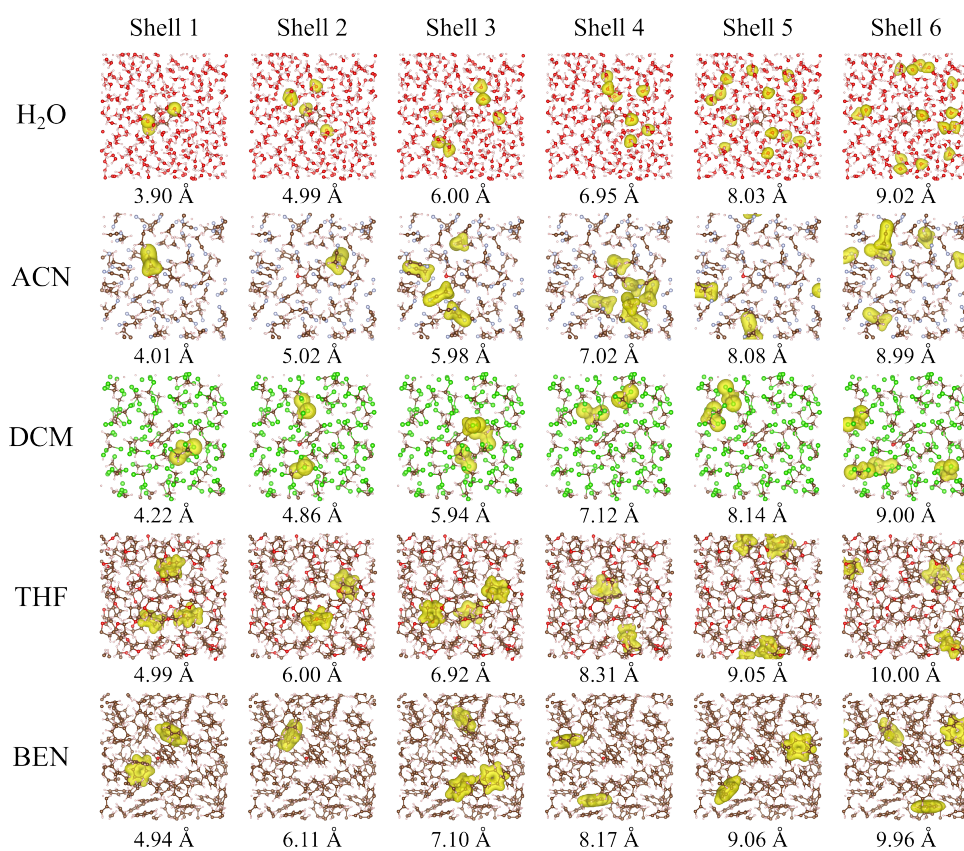 Shell 1 Shell 2 Shell 3 Shell 4 Shell 5 Shell 6
H₂O
3.90 Å 4.99 Å 6.00 Å 6.95 Å 8.03 Å 9.02 Å
ACN
4.01 Å 5.02 Å 5.98 Å 7.02 Å 8.08 Å 8.99 Å
DCM
4.22 Å 4.86 Å 5.94 Å 7.12 Å 8.14 Å 9.00 Å
THF
4.99 Å 6.00 Å 6.92 Å 8.31 Å 9.05 Å 10.00 Å
BEN
4.94 Å 6.11 Å 7.10 Å 8.17 Å 9.06 Å 9.96 Å